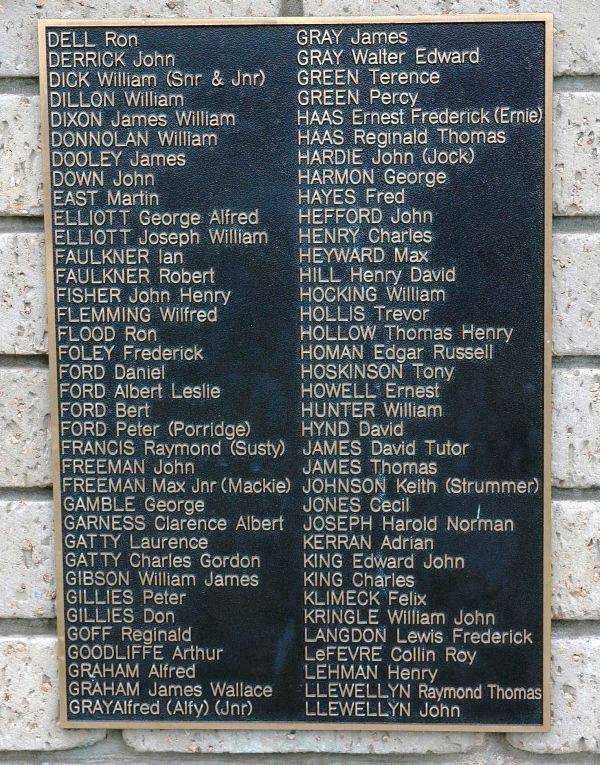 DELL Ron
DERRICK John
DICK William (Snr & Jnr)
DILLON William
DIXON James William
DONNOLAN William
DOOLEY James
DOWN John
EAST Martin
ELLIOTT George Alfred
ELLIOTT Joseph William
FAULKNER Ian
FAULKNER Robert
FISHER John Henry
FLEMMING Wilfred
FLOOD Ron
FOLEY Frederick
FORD Daniel
FORD Albert Leslie
FORD Bert
FORD Peter (Porridge)
FRANCIS Raymond (Susty)
FREEMAN John
FREEMAN Max Jnr (Mackie)
GAMBLE George
GARNESS Clarence Albert
GATTY Laurence
GATTY Charles Gordon
GIBSON William James
GILLIES Peter
GILLIES Don
GOFF Reginald
GOODLIFFE Arthur
GRAHAM Alfred
GRAHAM James Wallace
GRAYAlfred (Alfy) (Jnr)
GRAY James
GRAY Walter Edward
GREEN Terence
GREEN Percy
HAAS Ernest Frederick (Ernie)
HAAS Reginald Thomas
HARDIE John (Jock)
HARMON George
HAYES Fred
HEFFORD John
HENRY Charles
HEYWARD Max
HILL Henry David
HOCKING William
HOLLIS Trevor
HOLLOW Thomas Henry
HOMAN Edgar Russell
HOSKINSON Tony
HOWELL Ernest
HUNTER William
HYND David
JAMES David Tutor
JAMES Thomas
JOHNSON Keith (Strummer)
JONES Cecil
JOSEPH Harold Norman
KERRAN Adrian
KING Edward John
KING Charles
KLIMECK Felix
KRINGLE William John
LANGDON Lewis Frederick
LeFEVRE Collin Roy
LEHMAN Henry
LLEWELLYN Raymond Thomas
LLEWELLYN John